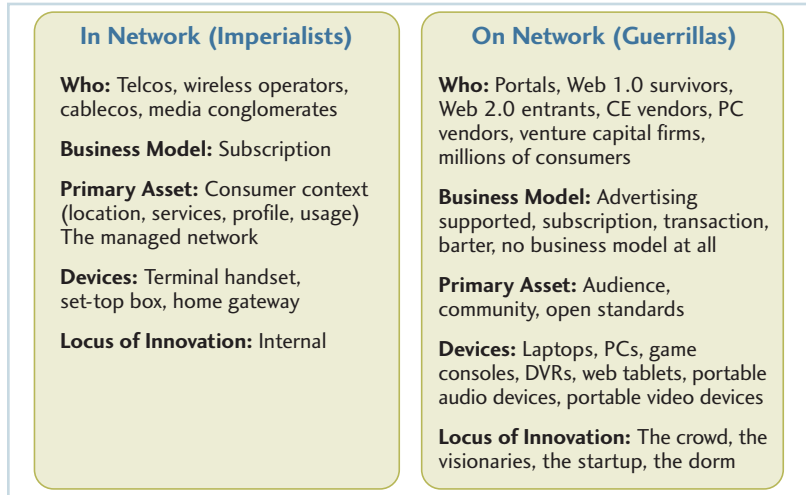 In Network (Imperialists)
Who: Telcos, wireless operators,
cablecos, media conglomerates
Business Model: Subscription
Primary Asset: Consumer context
(location, services, profile, usage)
The managed network
Devices: Terminal handset,
set-top box, home gateway
Locus of Innovation: Internal
On Network (Guerrillas)
Who: Portals, Web 1.0 survivors,
Web 2.0 entrants, CE vendors, PC
vendors, venture capital firms,
millions of consumers
Business Model: Advertising
supported, subscription, transaction,
barter, no business model at all
Primary Asset: Audience,
community, open standards
Devices: Laptops, PCs, game
consoles, DVRs, web tablets, portable
audio devices, portable video devices
Locus of Innovation: The crowd, the
visionaries, the startup, the dorm